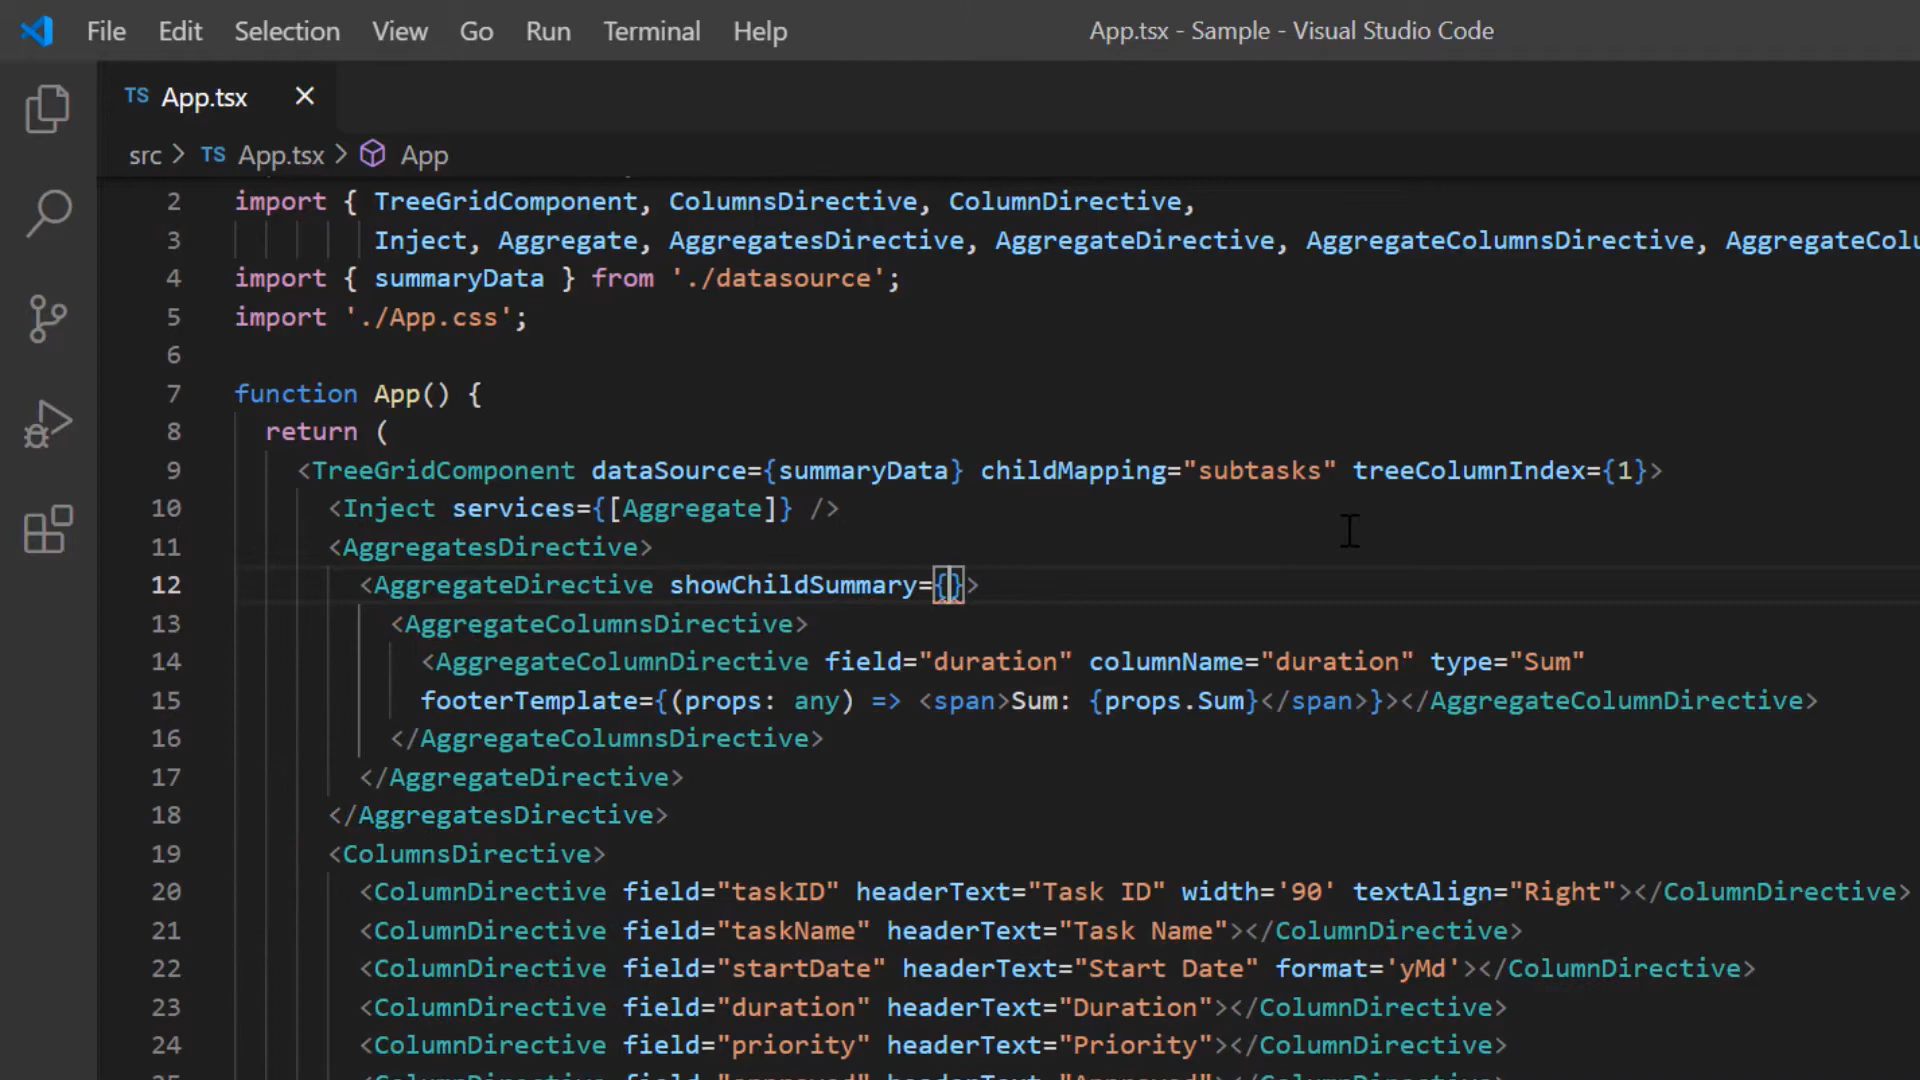 File Edit Selection View Go Run Terminal Help App.tsx - Sample - Visual Studio Code
TS App.tsx ×
src > TS App.tsx > App
2 import { TreeGridComponent, ColumnsDirective, ColumnDirective,
3 Inject, Aggregate, AggregatesDirective, AggregateDirective, AggregateColumnsDirective, AggregateColu
4 import { summaryData } from './datasource';
5 import './App.css';
6
7 function App() {
8 return (
9 <TreeGridComponent dataSource={summaryData} childMapping="subtasks" treeColumnIndex={1}>
10 <Inject services={[Aggregate]} />
11 <AggregatesDirective>
12 <AggregateDirective showChildSummary={}>
13 <AggregateColumnsDirective>
14 <AggregateColumnDirective field="duration" columnName="duration" type="Sum"
15 footerTemplate={(props: any) => <span>Sum: {props.Sum}</span>}></AggregateColumnDirective>
16 </AggregateColumnsDirective>
17 </AggregateDirective>
18 </AggregatesDirective>
19 <ColumnsDirective>
20 <ColumnDirective field="taskID" headerText="Task ID" width='90' textAlign="Right"></ColumnDirective>
21 <ColumnDirective field="taskName" headerText="Task Name"></ColumnDirective>
22 <ColumnDirective field="startDate" headerText="Start Date" format='yMd'></ColumnDirective>
23 <ColumnDirective field="duration" headerText="Duration"></ColumnDirective>
24 <ColumnDirective field="priority" headerText="Priority"></ColumnDirective>